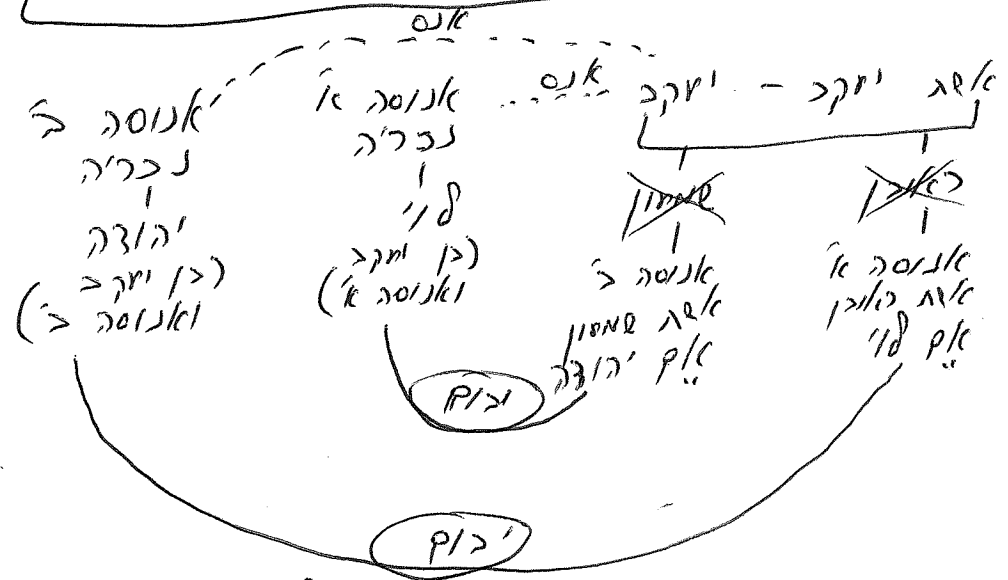 אנס
אשת יעקב - יעקב
אנס
אנוסה א'
נכריה
לוי
(בן יעקב
ואנוסה א')
אנוסה ב'
נכריה
יהודה
(בן יעקב
ואנוסה ב')
ראובן
אנוסה א'
אשת ראובן
אם לוי
שמעון
אנוסה ב'
אשת שמעון
אם יהודה
יבום
יבום